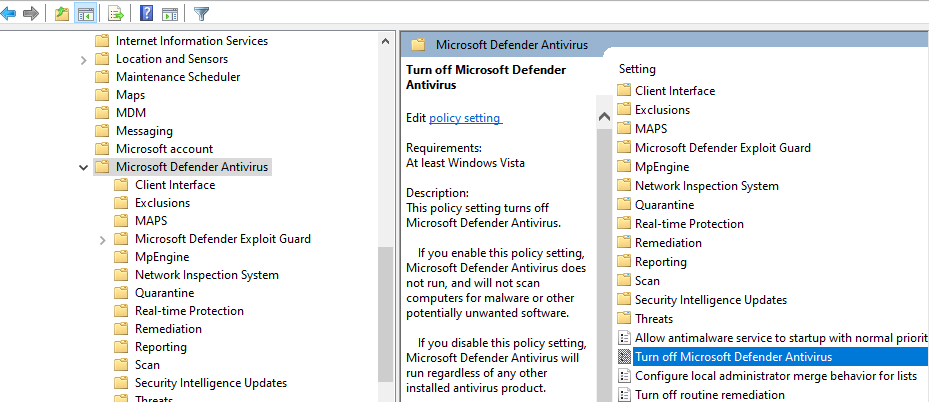 Internet Information Services
Location and Sensors
Maintenance Scheduler
Maps
MDM
Messaging
Microsoft account
Microsoft Defender Antivirus
Client Interface
Exclusions
MAPS
Microsoft Defender Exploit Guard
MpEngine
Network Inspection System
Quarantine
Real-time Protection
Remediation
Reporting
Scan
Security Intelligence Updates
Threats
Microsoft Defender Antivirus
Turn off Microsoft Defender
Antivirus
Edit policy setting
Requirements:
At least Windows Vista
Description:
This policy setting turns off
Microsoft Defender Antivirus.
If you enable this policy setting,
Microsoft Defender Antivirus does
not run, and will not scan
computers for malware or other
potentially unwanted software.
If you disable this policy setting,
Microsoft Defender Antivirus will
run regardless of any other
installed antivirus product.
Setting
Client Interface
Exclusions
MAPS
Microsoft Defender Exploit Guard
MpEngine
Network Inspection System
Quarantine
Real-time Protection
Remediation
Reporting
Scan
Security Intelligence Updates
Threats
Allow antimalware service to startup with normal priorit
Turn off Microsoft Defender Antivirus
Configure local administrator merge behavior for lists
Turn off routine remediation